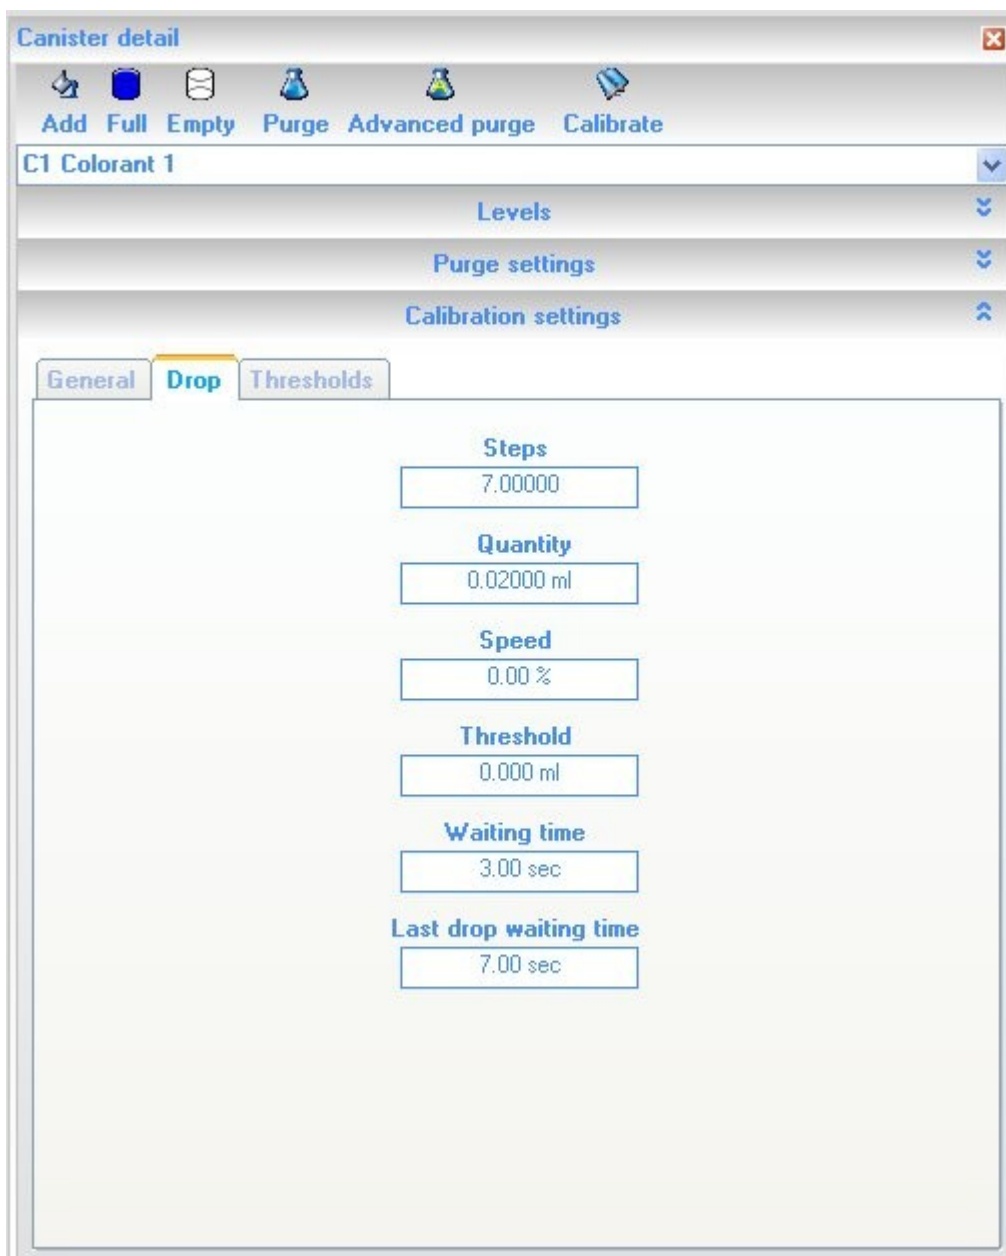 Canister detail
Add Full Empty Purge Advanced purge Calibrate
C1 Colorant 1
Levels
Purge settings
Calibration settings
General Drop Thresholds
Steps
7.00000
Quantity
0.02000 ml
Speed
0.00 %
Threshold
0.000 ml
Waiting time
3.00 sec
Last drop waiting time
7.00 sec